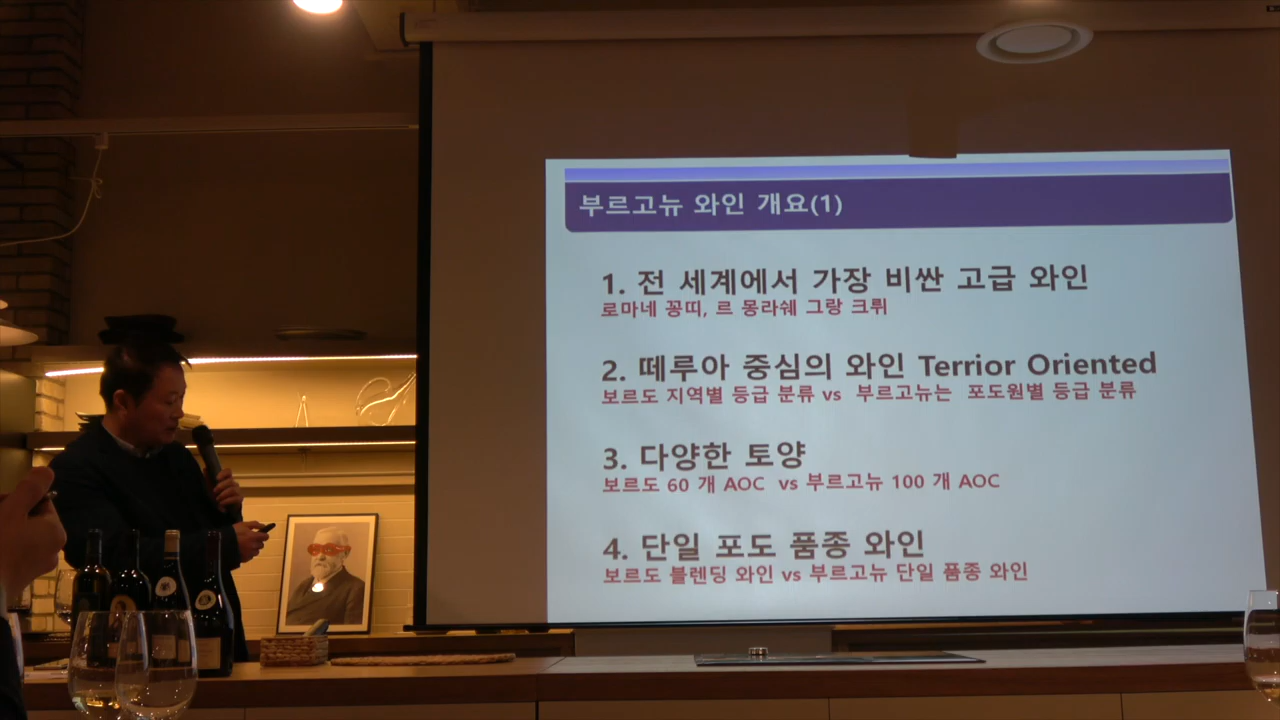 부르고뉴 와인 개요(1)
1. 전 세계에서 가장 비싼 고급 와인
로마네 꽁띠, 르 몽라쉐 그랑 크뤼
2. 떼루아 중심의 와인 Terrior Oriented
보르도 지역별 등급 분류 vs 부르고뉴는 포도원별 등급 분류
3. 다양한 토양
보르도 60 개 AOC vs 부르고뉴 100 개 AOC
4. 단일 포도 품종 와인
보르도 블렌딩 와인 vs 부르고뉴 단일 품종 와인